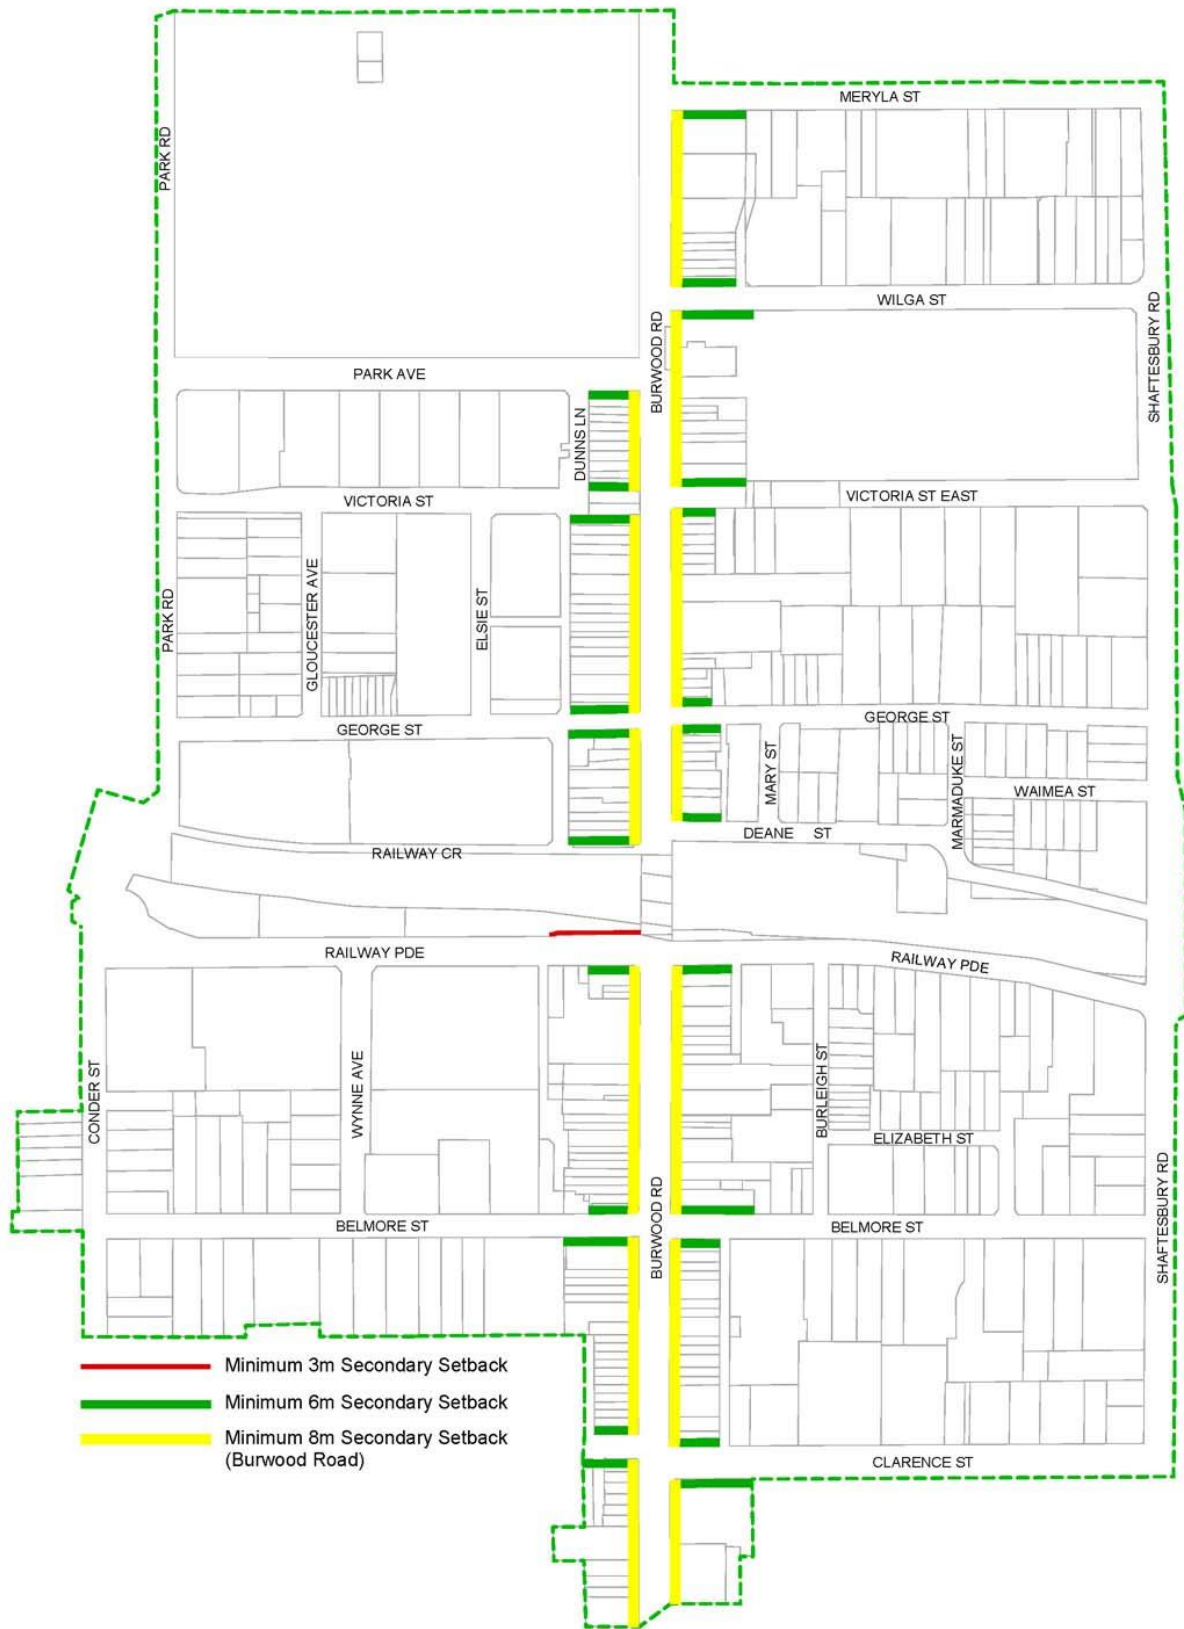 MERYLA ST
PARK RD
WILGA ST
BURWOOD RD
SHAFTESBURY RD
PARK AVE
DUNNS LN
VICTORIA ST
VICTORIA ST EAST
PARK RD
GLOUCESTER AVE
ELSIE ST
GEORGE ST
GEORGE ST
MARY ST
MARMADUKE ST
WAIMEA ST
DEANE ST
RAILWAY CR
RAILWAY PDE
RAILWAY PDE
CONDER ST
WYNNE AVE
BURLEIGH ST
ELIZABETH ST
BURWOOD RD
SHAFTESBURY RD
BELMORE ST
BELMORE ST
Minimum 3m Secondary Setback
Minimum 6m Secondary Setback
Minimum 8m Secondary Setback
(Burwood Road)
CLARENCE ST